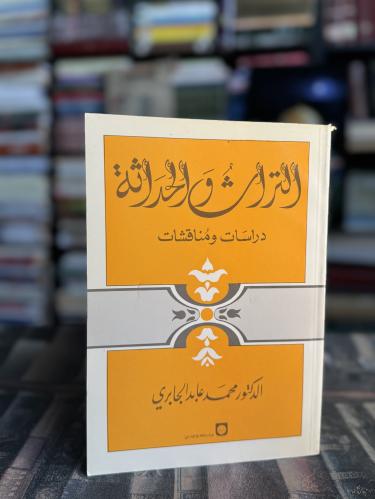 التراث والحداثة
دراسات ومناقشات
الدكتور محمد عابد الجابري